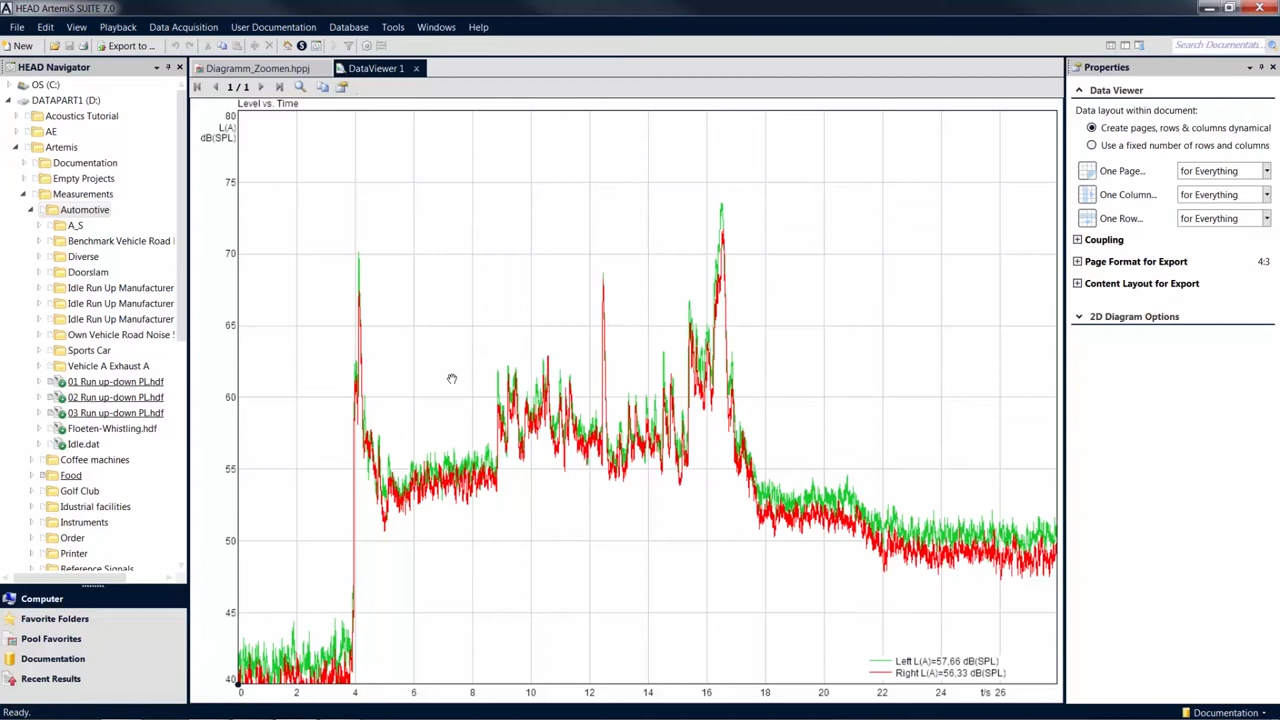 HEAD ArtemiS SUITE 7.0
File Edit View Playback Data Acquisition User Documentation Database Tools Windows Help
New Export to ... Search Documentati...
HEAD Navigator
OS (C:)
DATAPART1 (D:)
Acoustics Tutorial
AE
Artemis
Documentation
Empty Projects
Measurements
Automotive
A_S
Benchmark Vehicle Road
Diverse
Doorslam
Idle Run Up Manufacturer
Idle Run Up Manufacturer
Idle Run Up Manufacturer
Own Vehicle Road Noise
Sports Car
Vehicle A Exhaust A
01 Run up-down PL.hdf
02 Run up-down PL.hdf
03 Run up-down PL.hdf
Floeten-Whistling.hdf
Idle.dat
Coffee machines
Food
Golf Club
Idustrial facilities
Instruments
Order
Printer
Reference Signals
Computer
Favorite Folders
Pool Favorites
Documentation
Recent Results
Diagramm_Zoomen.hppj DataViewer 1
1 / 1
Level vs. Time
80
L(A)
dB(SPL)
75
70
65
60
55
50
45
40
0 2 4 6 8 10 12 14 16 18 20 22 24 t/s 26
Left L(A)=57,66 dB(SPL)
Right L(A)=56,33 dB(SPL)
Properties
Data Viewer
Data layout within document:
Create pages, rows & columns dynamical
Use a fixed number of rows and columns
One Page... for Everything
One Column... for Everything
One Row... for Everything
Coupling
Page Format for Export 4:3
Content Layout for Export
2D Diagram Options
Documentation